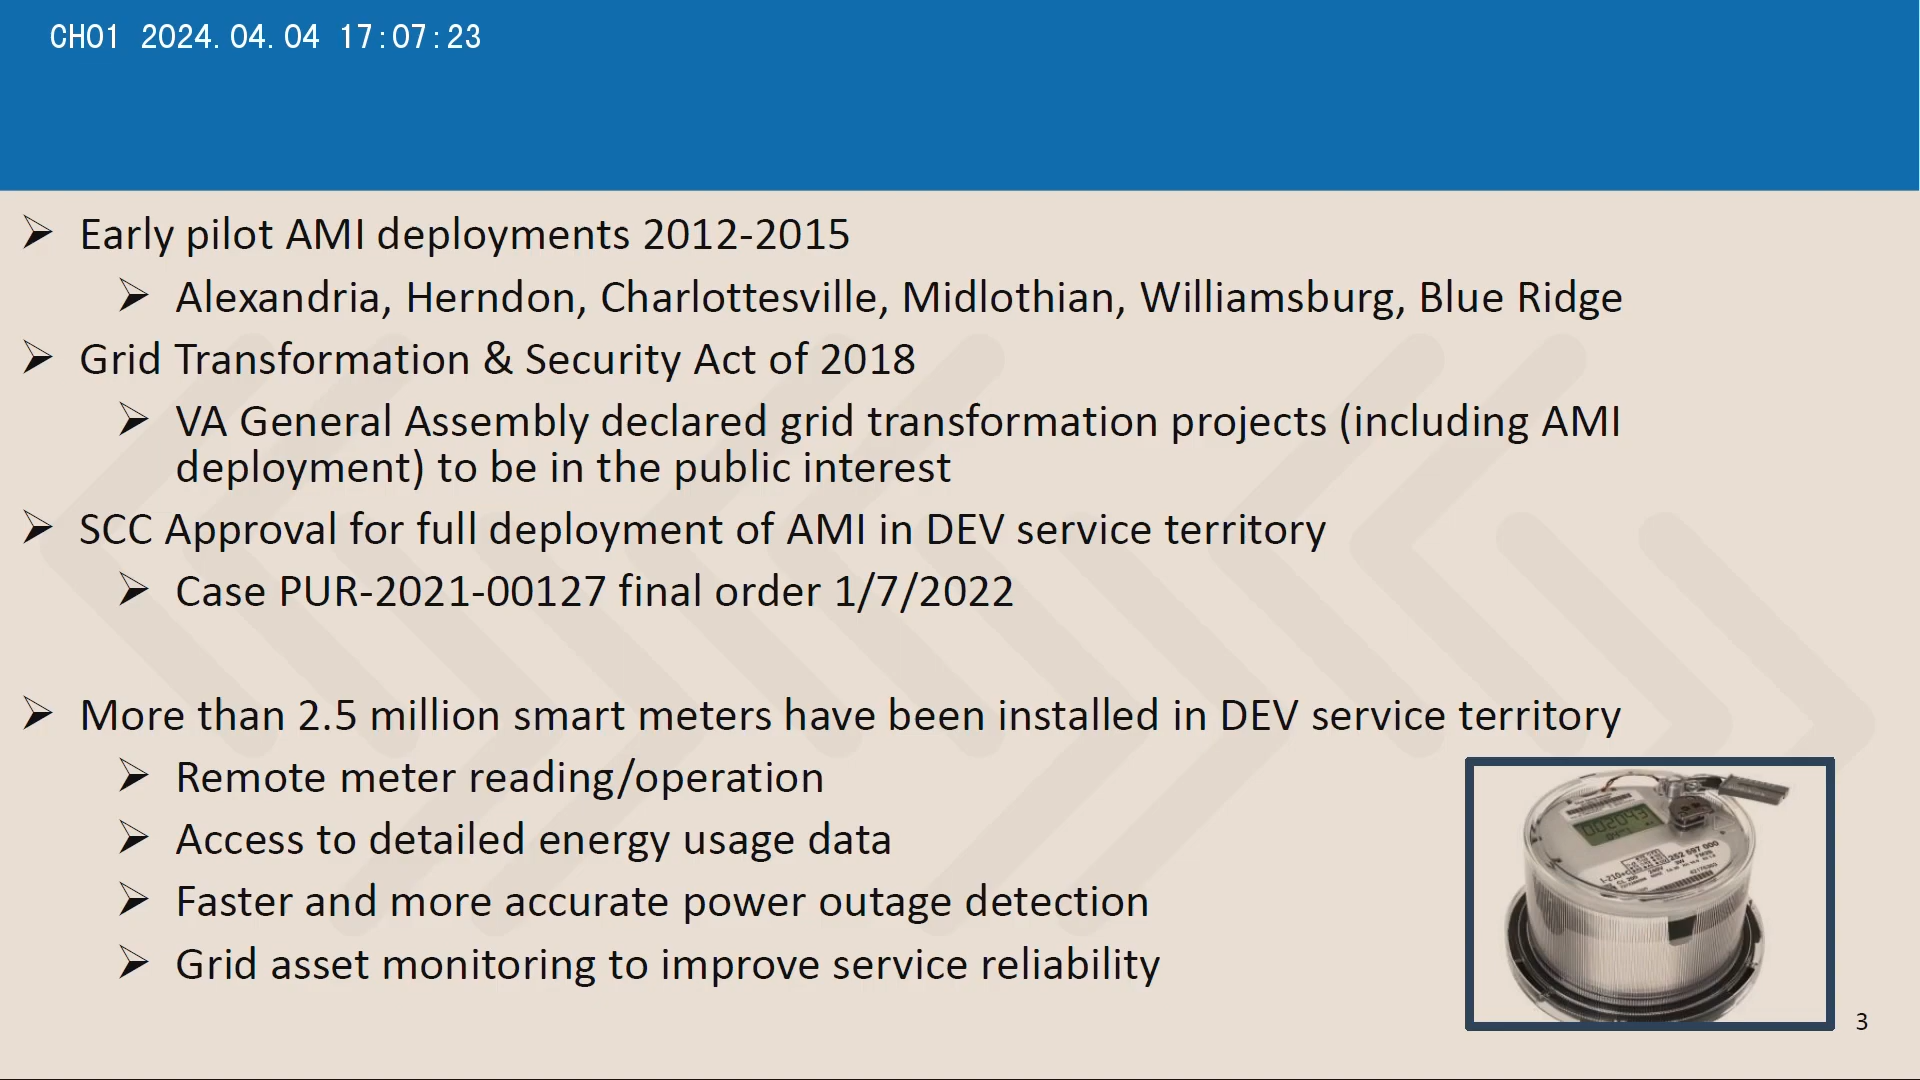 CH01 2024.04.04 17:07:23
➢ Early pilot AMI deployments 2012-2015
➢ Alexandria, Herndon, Charlottesville, Midlothian, Williamsburg, Blue Ridge
➢ Grid Transformation & Security Act of 2018
➢ VA General Assembly declared grid transformation projects (including AMI
deployment) to be in the public interest
➢ SCC Approval for full deployment of AMI in DEV service territory
➢ Case PUR-2021-00127 final order 1/7/2022
➢ More than 2.5 million smart meters have been installed in DEV service territory
➢ Remote meter reading/operation
➢ Access to detailed energy usage data
➢ Faster and more accurate power outage detection
➢ Grid asset monitoring to improve service reliability
002043
252 597 000
3